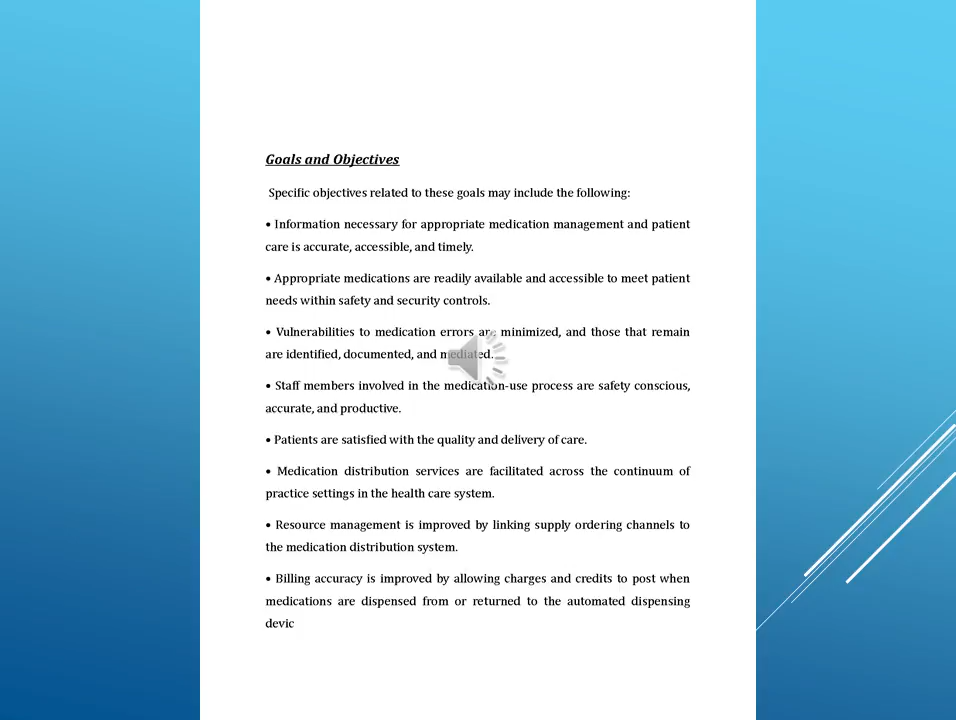 Goals and Objectives
Specific objectives related to these goals may include the following:
• Information necessary for appropriate medication management and patient
care is accurate, accessible, and timely.
• Appropriate medications are readily available and accessible to meet patient
needs within safety and security controls.
• Vulnerabilities to medication errors are minimized, and those that remain
are identified, documented, and mediated.
• Staff members involved in the medication-use process are safety conscious,
accurate, and productive.
• Patients are satisfied with the quality and delivery of care.
• Medication distribution services are facilitated across the continuum of
practice settings in the health care system.
• Resource management is improved by linking supply ordering channels to
the medication distribution system.
• Billing accuracy is improved by allowing charges and credits to post when
medications are dispensed from or returned to the automated dispensing
devic